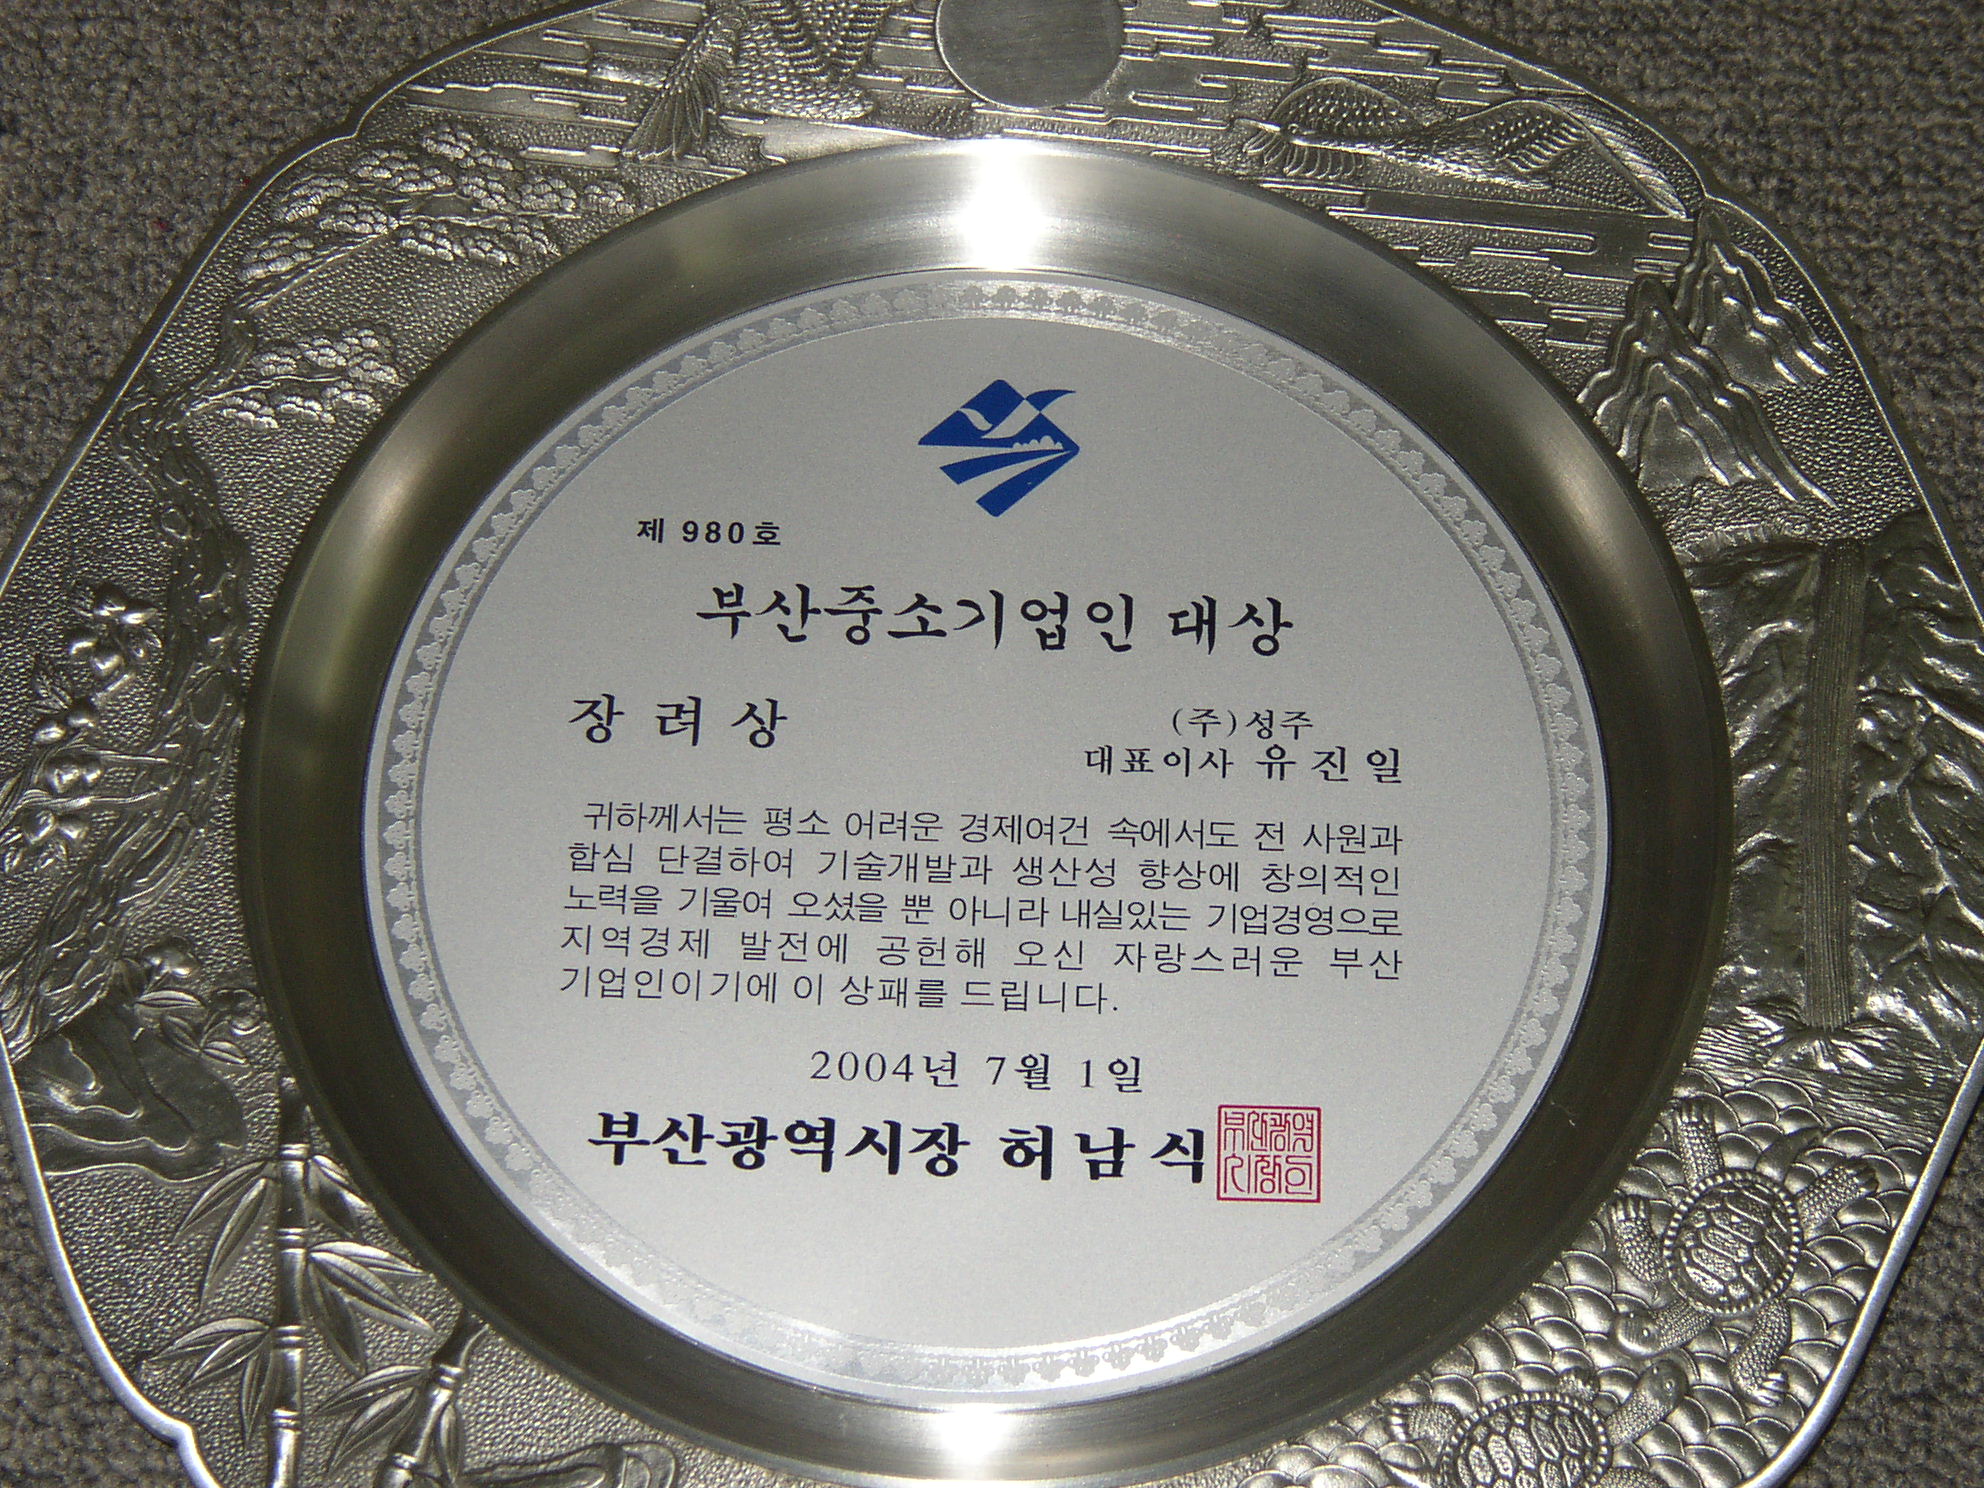 제 980호
부산중소기업인 대상
장려상
(주)성주
대표이사 유진일
귀하께서는 평소 어려운 경제여건 속에서도 전 사원과
합심 단결하여 기술개발과 생산성 향상에 창의적인
노력을 기울여 오셨을 뿐 아니라 내실있는 기업경영으로
지역경제 발전에 공헌해 오신 자랑스러운 부산
기업인이기에 이 상패를 드립니다.
2004년 7월 1일
부산광역시장 허남식
부산광역
시장인